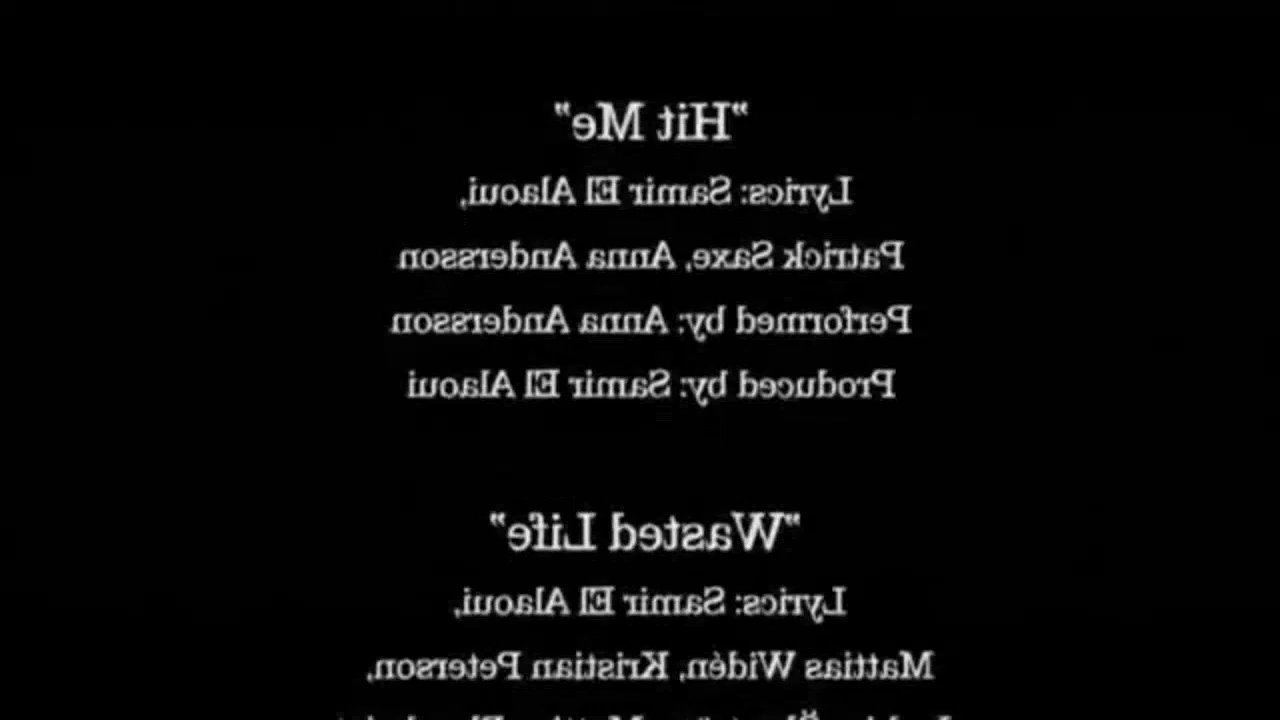 "Hit Me"
Lyrics: Samir El Alaoui,
Patrick Saxe, Anna Andersson
Performed by: Anna Andersson
Produced by: Samir El Alaoui
"Wasted Life"
Lyrics: Samir El Alaoui,
Mattias Widén, Kristian Peterson,